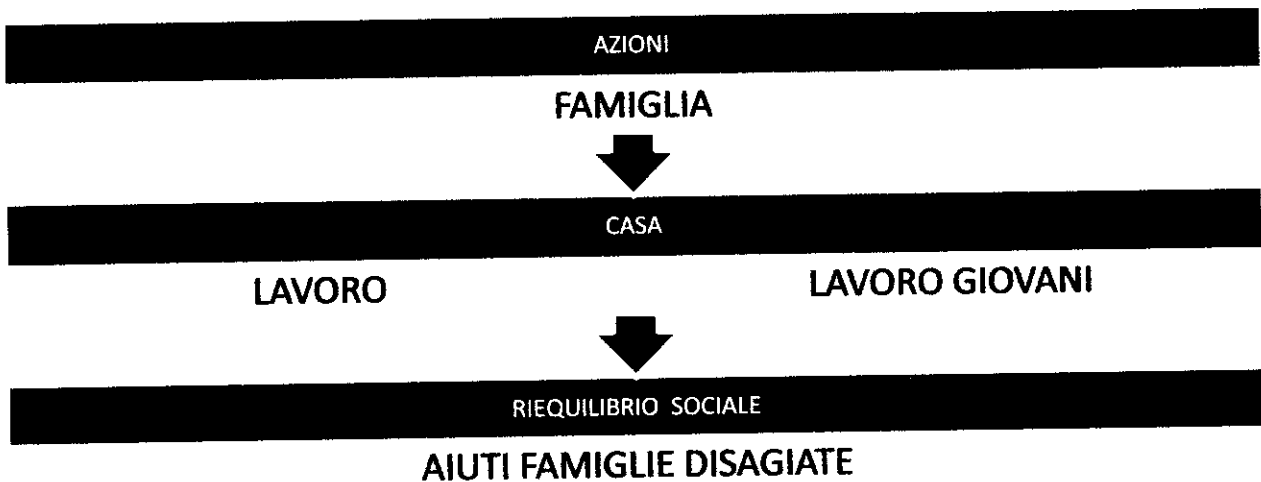 AZIONI
FAMIGLIA
CASA
LAVORO LAVORO GIOVANI
RIEQUILIBRIO SOCIALE
AIUTI FAMIGLIE DISAGIATE